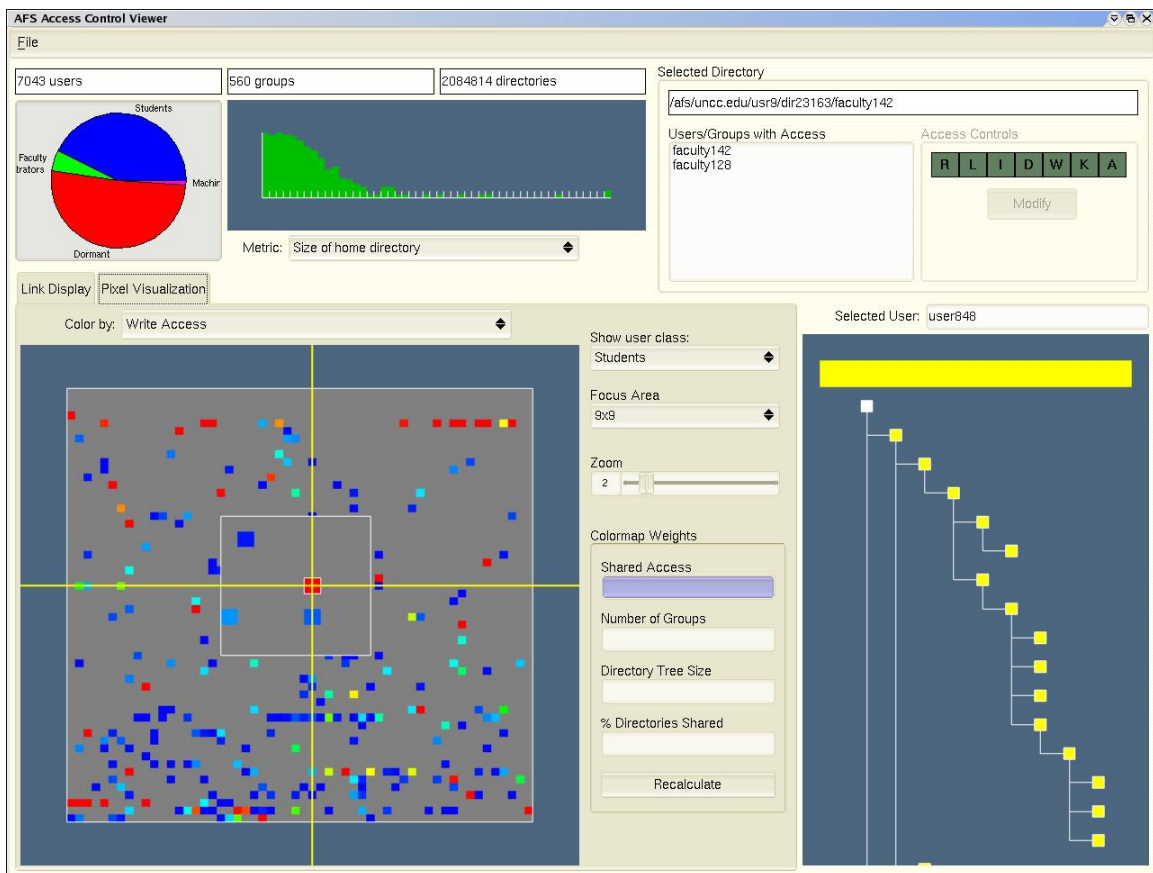 AFS Access Control Viewer
File
7043 users
560 groups
2084814 directories
Students
Faculty
trators
Machir
Dormant
Metric: Size of home directory
Selected Directory
/afs/uncc.edu/usr9/dir23163/faculty142
Users/Groups with Access
faculty142
faculty128
Access Controls
R L I D W K A
Modify
Link Display
Pixel Visualization
Color by: Write Access
Show user class:
Students
Focus Area
9x9
Zoom
2
Colormap Weights
Shared Access
Number of Groups
Directory Tree Size
% Directories Shared
Recalculate
Selected User: user848